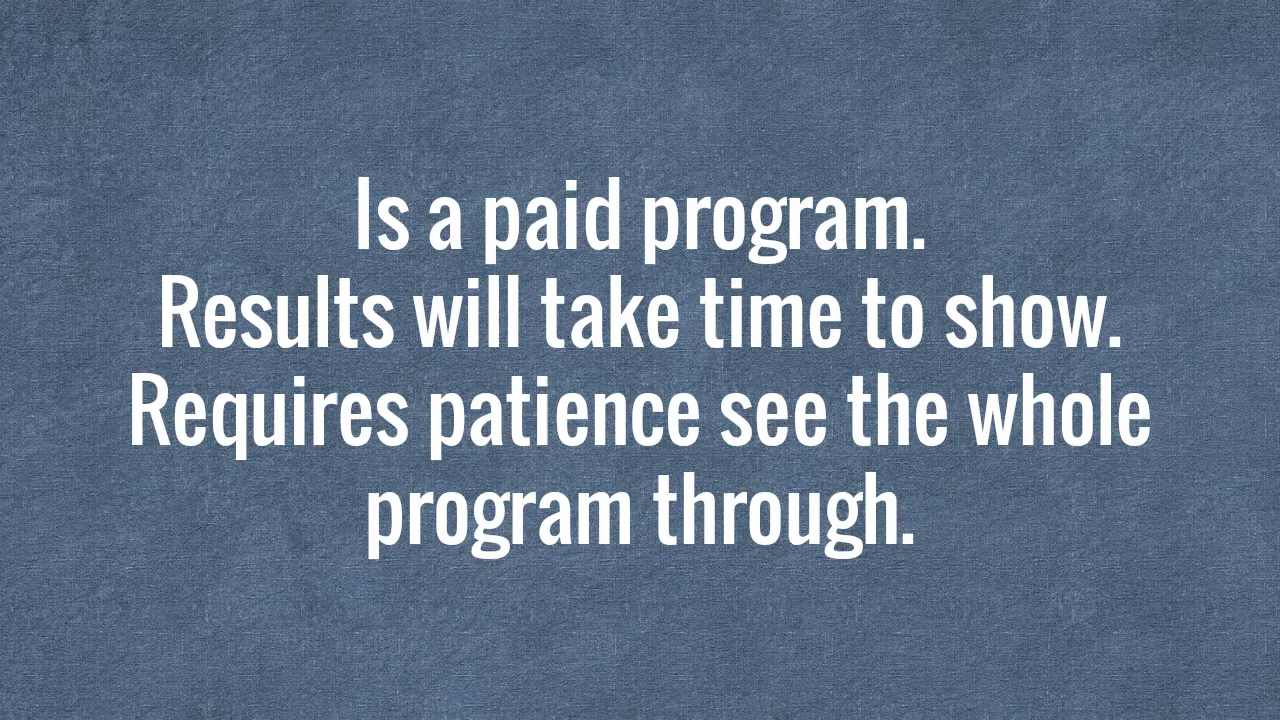 Is a paid program.
Results will take time to show.
Requires patience see the whole
program through.